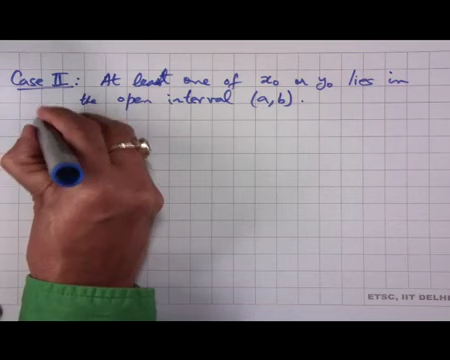 Case II: At least one of x₀ or y₀ lies in
the open interval (a,b).
ETSC, IIT DELHI